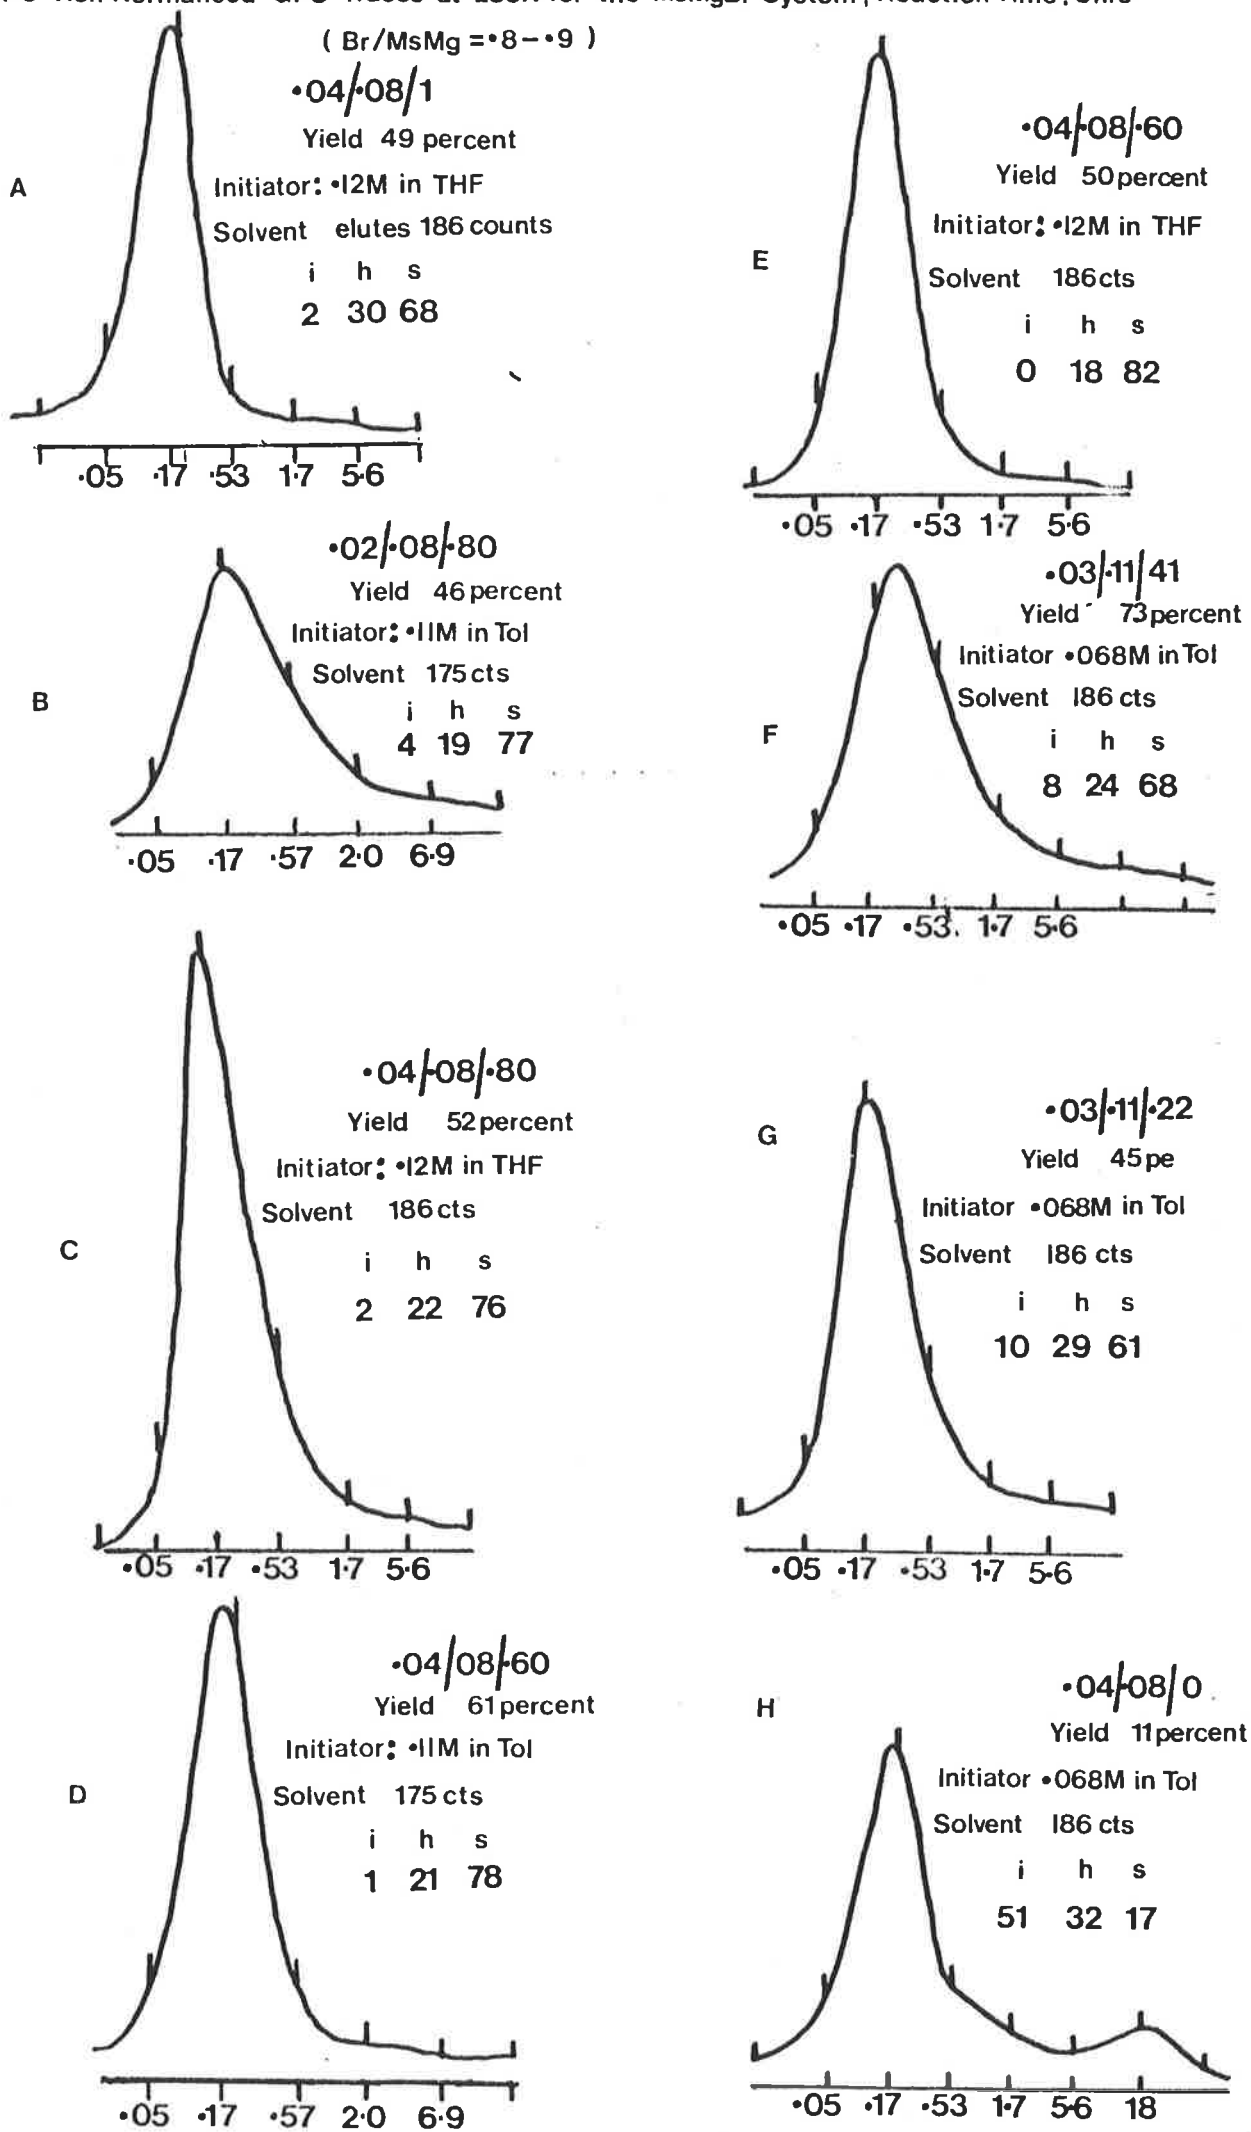 ( Br/MsMg = ·8 - ·9 )
A
·04/·08/1
Yield 49 percent
Initiator: ·12M in THF
Solvent elutes 186 counts
i h s
2 30 68
·05 ·17 ·53 1·7 5·6
B
·02/·08/·80
Yield 46 percent
Initiator: ·11M in Tol
Solvent 175 cts
i h s
4 19 77
·05 ·17 ·57 2·0 6·9
C
·04/·08/·80
Yield 52 percent
Initiator: ·12M in THF
Solvent 186 cts
i h s
2 22 76
·05 ·17 ·53 1·7 5·6
D
·04/08/·60
Yield 61 percent
Initiator: ·11M in Tol
Solvent 175 cts
i h s
1 21 78
·05 ·17 ·57 2·0 6·9
E
·04/·08/·60
Yield 50 percent
Initiator: ·12M in THF
Solvent 186 cts
i h s
0 18 82
·05 ·17 ·53 1·7 5·6
F
·03/·11/41
Yield 73 percent
Initiator ·068M in Tol
Solvent 186 cts
i h s
8 24 68
·05 ·17 ·53 1·7 5·6
G
·03/·11/·22
Yield 45 pe
Initiator ·068M in Tol
Solvent 186 cts
i h s
10 29 61
·05 ·17 ·53 1·7 5·6
H
·04/·08/0
Yield 11 percent
Initiator ·068M in Tol
Solvent 186 cts
i h s
51 32 17
·05 ·17 ·53 1·7 5·6 18